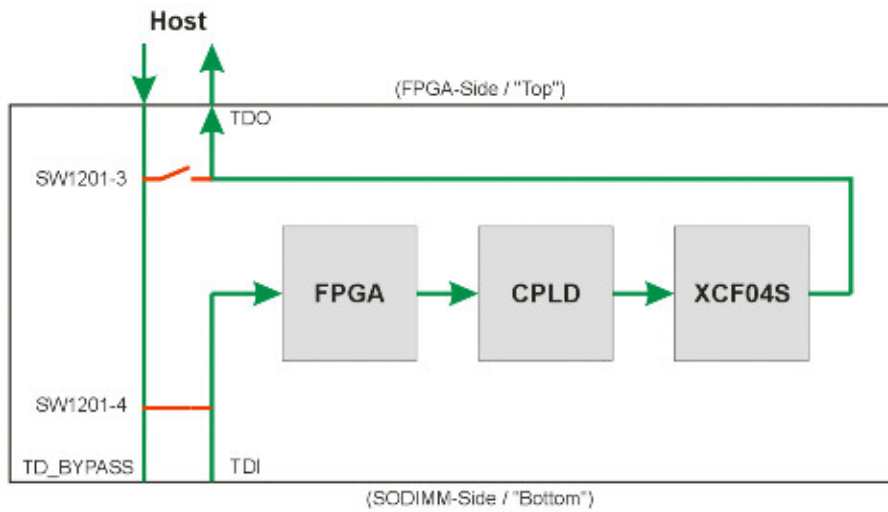 Host
(FPGA-Side / "Top")
TDO
SW1201-3
FPGA
CPLD
XCF04S
SW1201-4
TD_BYPASS
TDI
(SODIMM-Side / "Bottom")